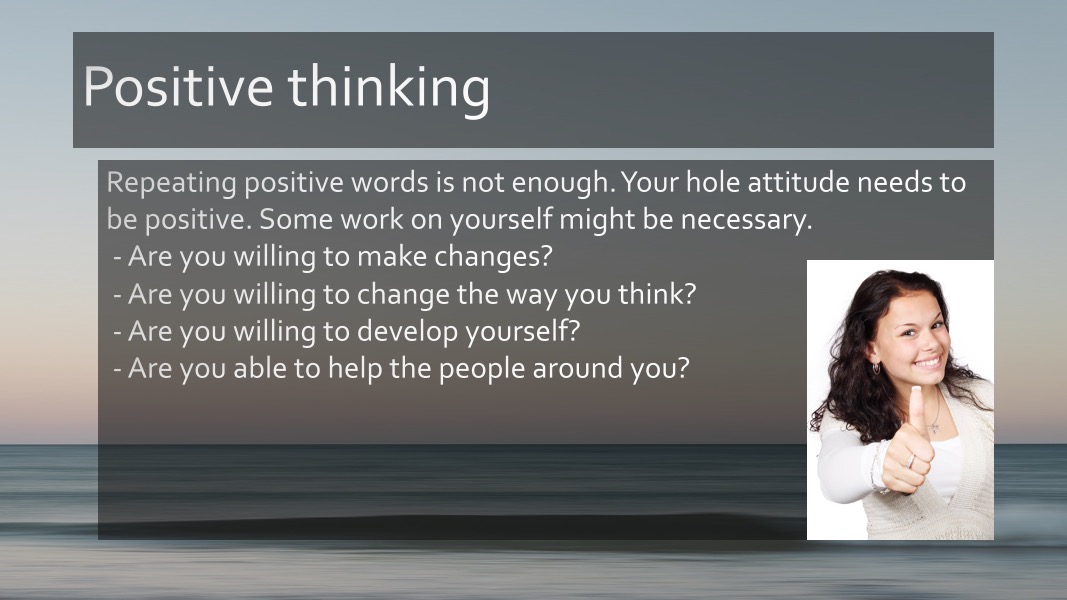 Positive thinking
Repeating positive words is not enough. Your hole attitude needs to
be positive. Some work on yourself might be necessary.
- Are you willing to make changes?
- Are you willing to change the way you think?
- Are you willing to develop yourself?
- Are you able to help the people around you?